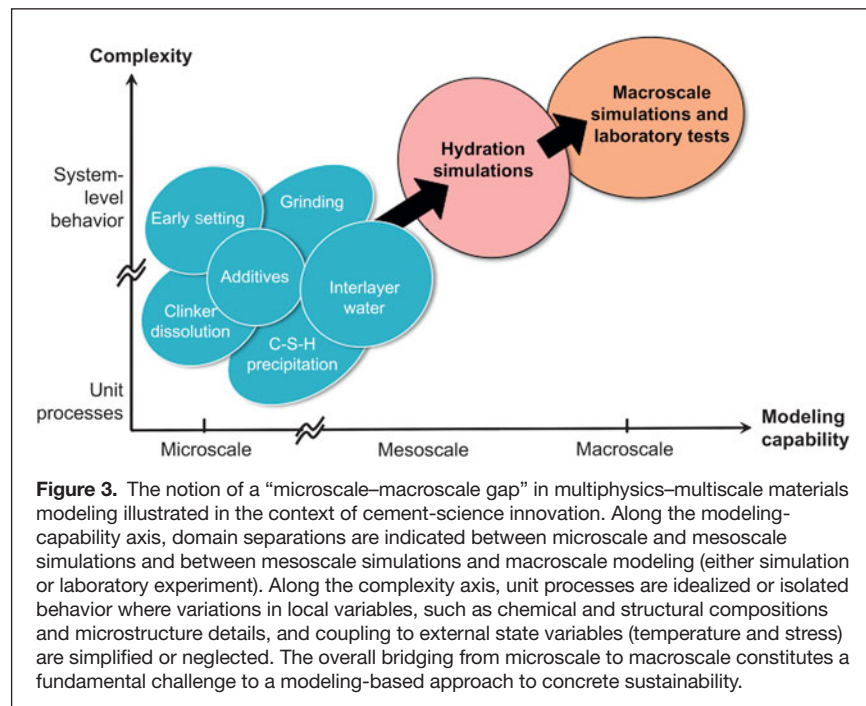 Complexity
System-
level
behavior
Unit
processes
Early setting
Grinding
Additives
Clinker
dissolution
C-S-H
precipitation
Interlayer
water
Hydration
simulations
Macroscale
simulations and
laboratory tests
Microscale
Mesoscale
Macroscale
Modeling
capability
Figure 3. The notion of a “microscale–macroscale gap” in multiphysics–multiscale materials
modeling illustrated in the context of cement-science innovation. Along the modeling-
capability axis, domain separations are indicated between microscale and mesoscale
simulations and between mesoscale simulations and macroscale modeling (either simulation
or laboratory experiment). Along the complexity axis, unit processes are idealized or isolated
behavior where variations in local variables, such as chemical and structural compositions
and microstructure details, and coupling to external state variables (temperature and stress)
are simplified or neglected. The overall bridging from microscale to macroscale constitutes a
fundamental challenge to a modeling-based approach to concrete sustainability.